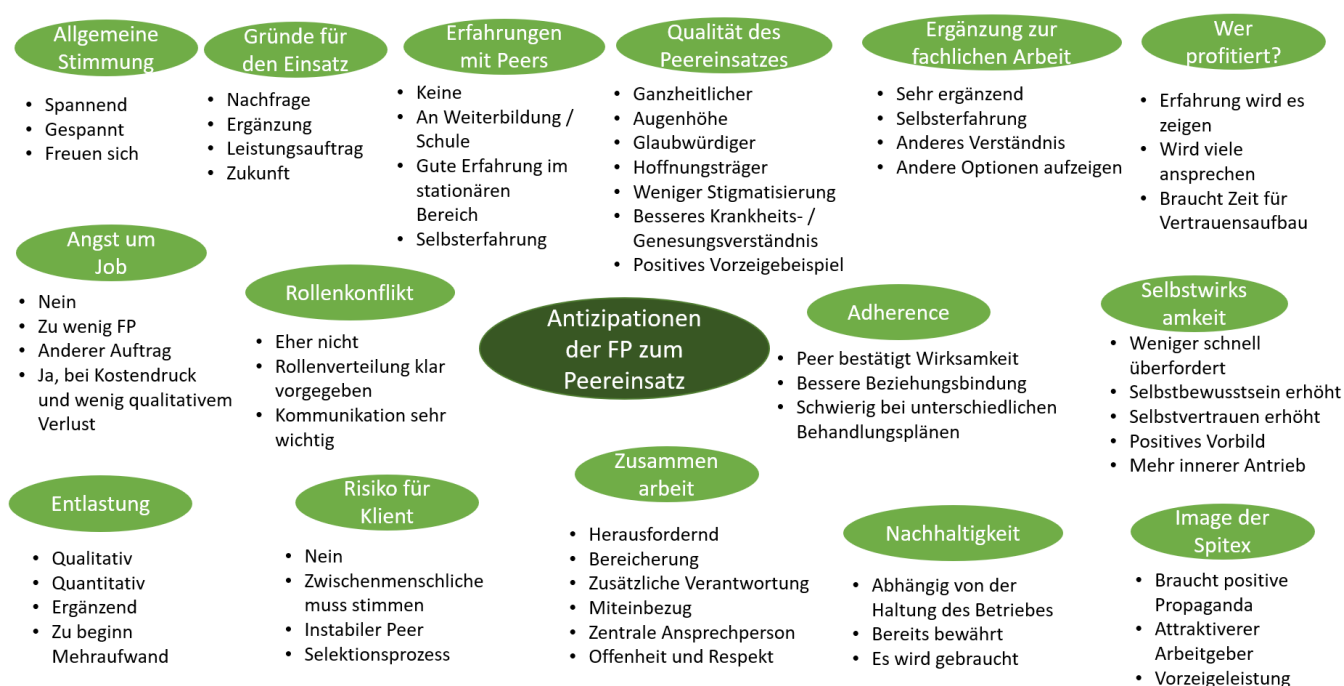 Allgemeine
Stimmung
• Spannend
• Gespannt
• Freuen sich
Gründe für
den Einsatz
• Nachfrage
• Ergänzung
• Leistungsauftrag
• Zukunft
Erfahrungen
mit Peers
• Keine
• An Weiterbildung /
Schule
• Gute Erfahrung im
stationären
Bereich
• Selbsterfahrung
Qualität des
Peereinsatzes
• Ganzheitlicher
• Augenhöhe
• Glaubwürdiger
• Hoffnungsträger
• Weniger Stigmatisierung
• Besseres Krankheits- /
Genesungsverständnis
• Positives Vorzeigebeispiel
Ergänzung zur
fachlichen Arbeit
• Sehr ergänzend
• Selbsterfahrung
• Anderes Verständnis
• Andere Optionen aufzeigen
Wer
profitiert?
• Erfahrung wird es
zeigen
• Wird viele
ansprechen
• Braucht Zeit für
Vertrauensaufbau
Angst um
Job
• Nein
• Zu wenig FP
• Anderer Auftrag
• Ja, bei Kostendruck
und wenig qualitativem
Verlust
Rollenkonflikt
• Eher nicht
• Rollenverteilung klar
vorgegeben
• Kommunikation sehr
wichtig
Antizipationen
der FP zum
Peereinsatz
Adherence
• Peer bestätigt Wirksamkeit
• Bessere Beziehungsbindung
• Schwierig bei unterschiedlichen
Behandlungsplänen
Selbstwirks
amkeit
• Weniger schnell
überfordert
• Selbstbewusstsein erhöht
• Selbstvertrauen erhöht
• Positives Vorbild
• Mehr innerer Antrieb
Entlastung
• Qualitativ
• Quantitativ
• Ergänzend
• Zu beginn
Mehraufwand
Risiko für
Klient
• Nein
• Zwischenmenschliche
muss stimmen
• Instabiler Peer
• Selektionsprozess
Zusammen
arbeit
• Herausfordernd
• Bereicherung
• Zusätzliche Verantwortung
• Miteinbezug
• Zentrale Ansprechperson
• Offenheit und Respekt
Nachhaltigkeit
• Abhängig von der
Haltung des Betriebes
• Bereits bewährt
• Es wird gebraucht
Image der
Spitex
• Braucht positive
Propaganda
• Attraktiverer
Arbeitgeber
• Vorzeigeleistung